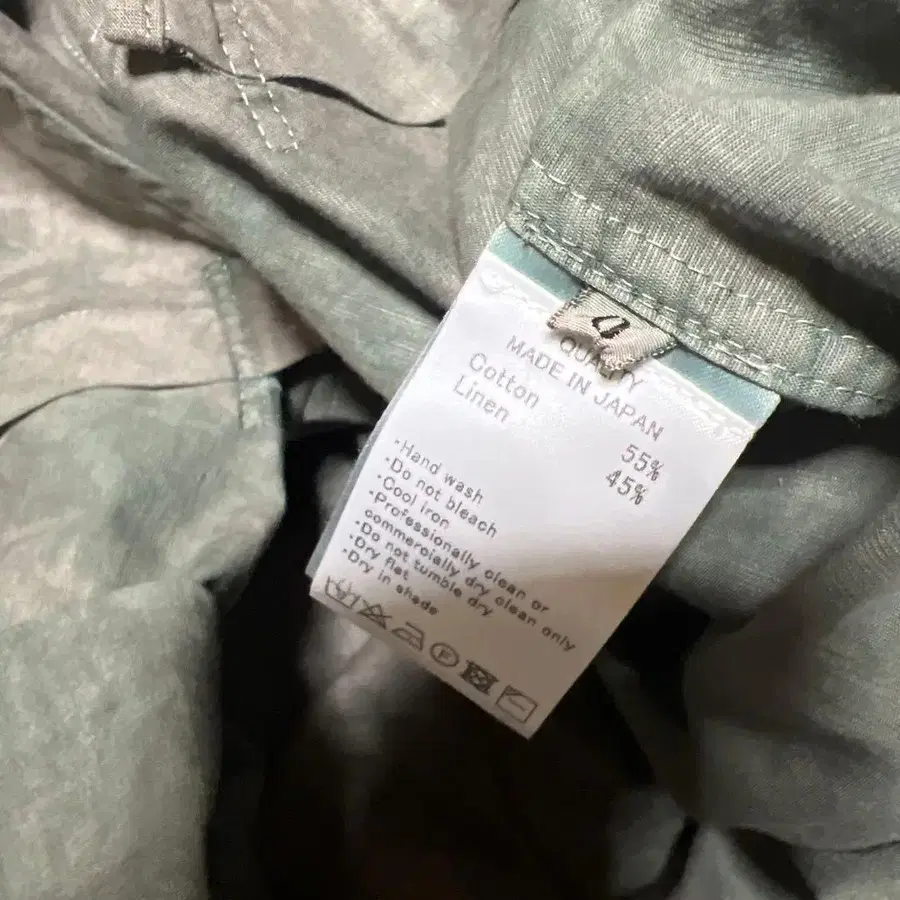 4
QUALITY
MADE IN JAPAN
Cotton 55%
Linen 45%
·Hand wash
·Do not bleach
·Cool iron
·Professionally clean or
commercially dry clean only
·Do not tumble dry
·Dry flat
·Dry in shade
F